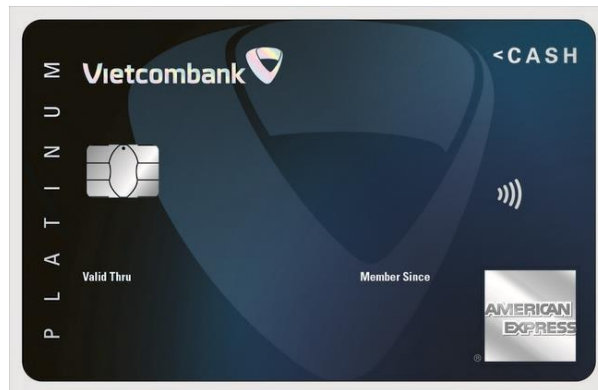 PLATINUM
Vietcombank
<CASH
Valid Thru
Member Since
AMERICAN
EXPRESS
®